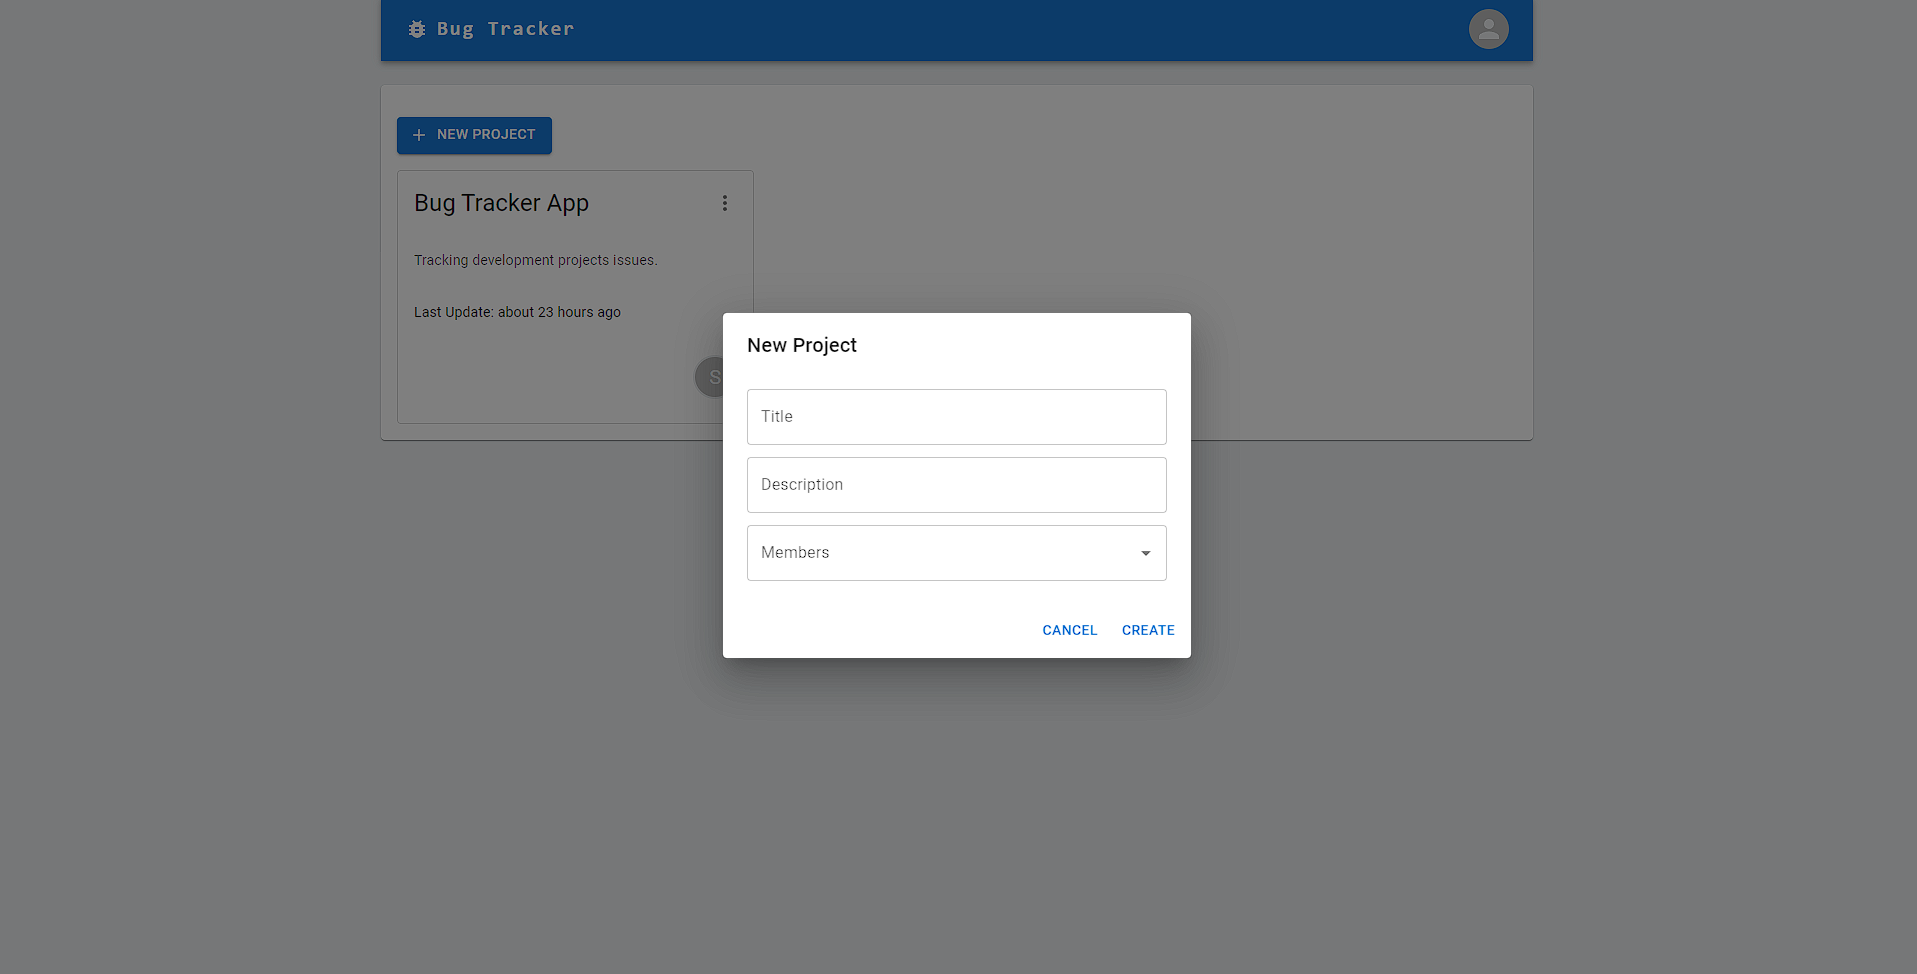 Bug Tracker
NEW PROJECT
Bug Tracker App
Tracking development projects issues.
Last Update: about 23 hours ago
S
New Project
Title
Description
Members
CANCEL CREATE